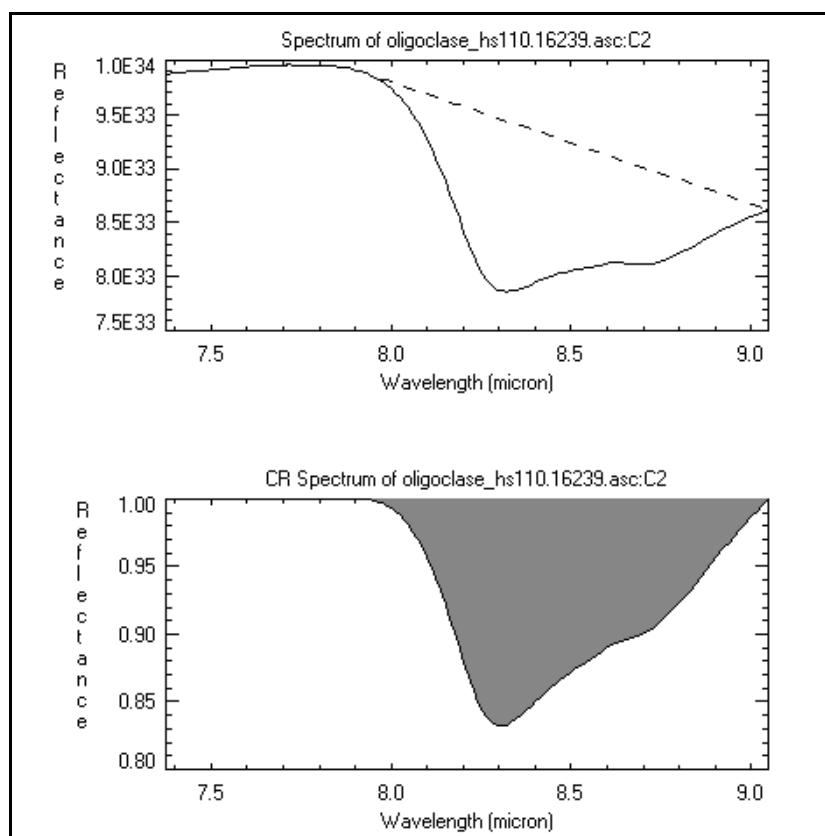 Spectrum of oligoclase_hs110.16239.asc:C2
Reflectance
1.0E34
9.5E33
9.0E33
8.5E33
8.0E33
7.5E33
7.5 8.0 8.5 9.0
Wavelength (micron)
CR Spectrum of oligoclase_hs110.16239.asc:C2
Reflectance
1.00
0.95
0.90
0.85
0.80
7.5 8.0 8.5 9.0
Wavelength (micron)